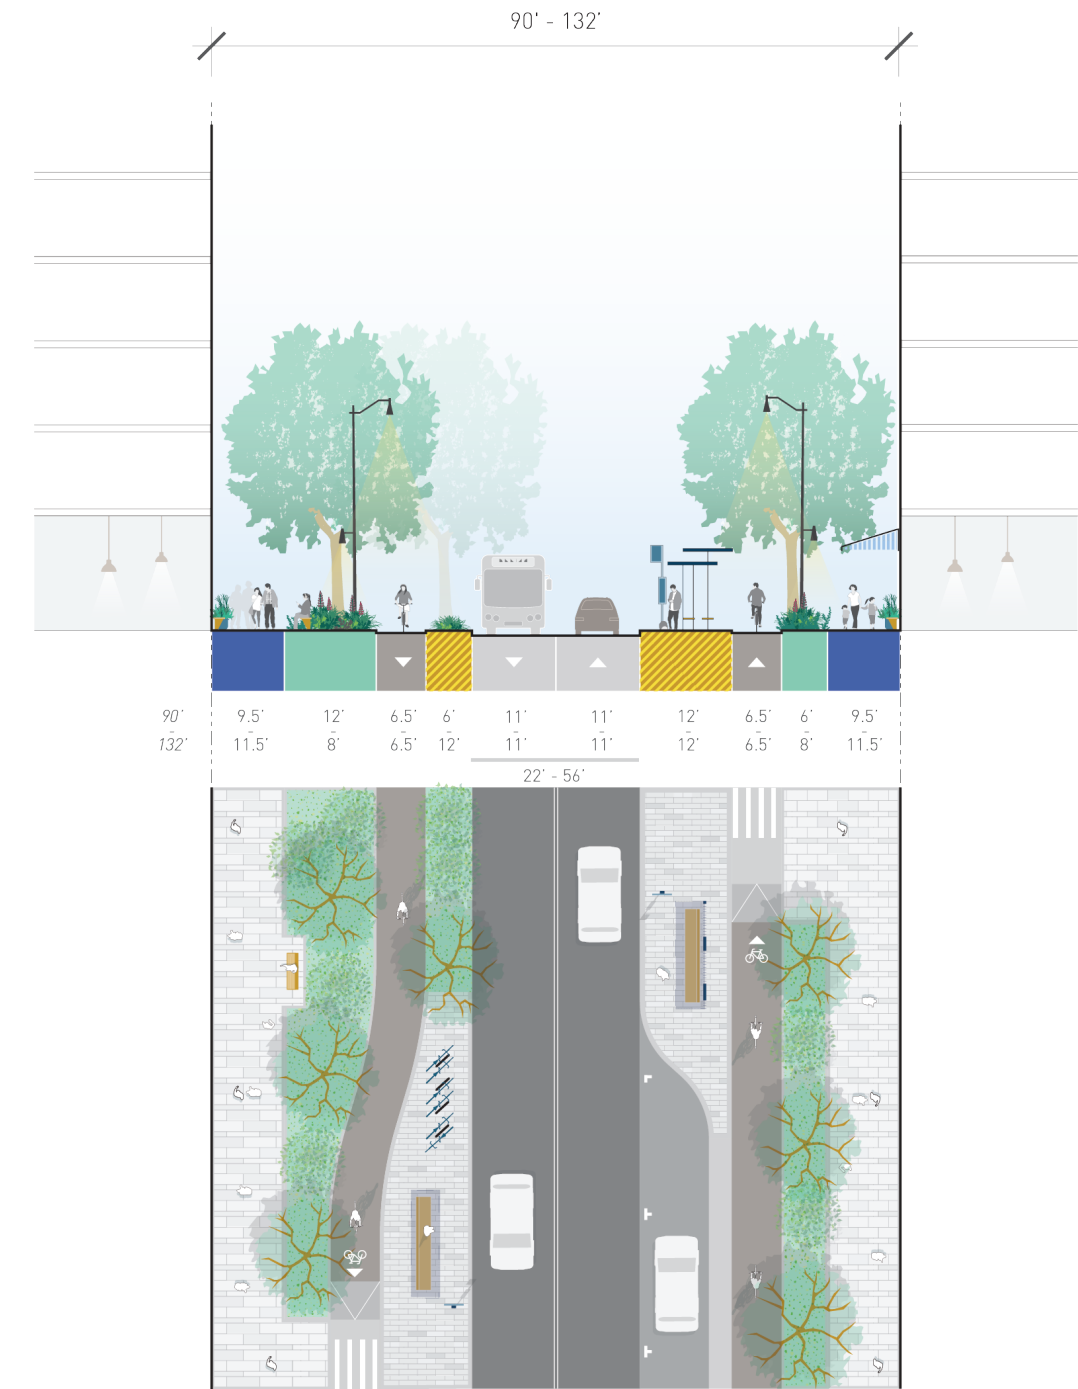 90' - 132'
90' 9.5' 12' 6.5' 6' 11' 11' 12' 6.5' 6' 9.5'
- - - - - - - - - - -
132' 11.5' 8' 6.5' 12' 11' 11' 12' 6.5' 8' 11.5'
22' - 56'